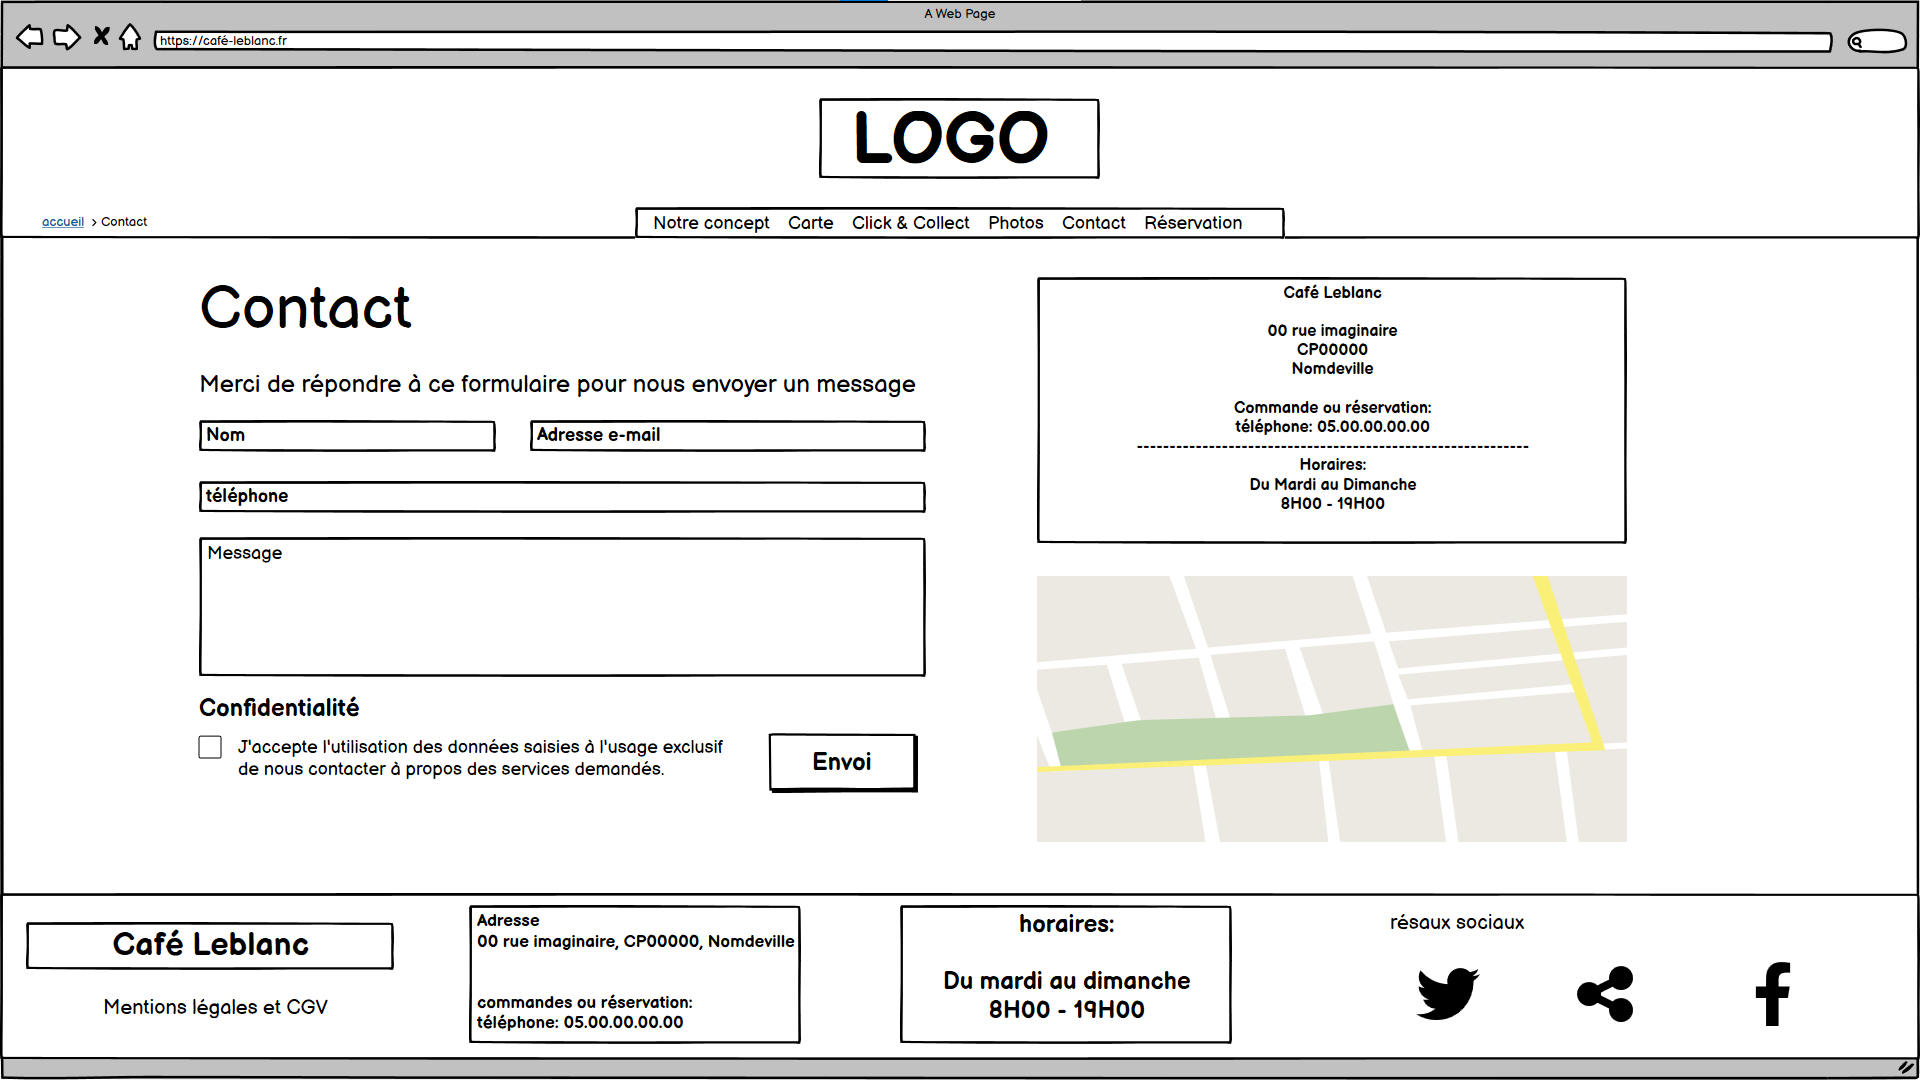 A Web Page
https://café-leblanc.fr
LOGO
accueil > Contact
Notre concept Carte Click & Collect Photos Contact Réservation
Contact
Merci de répondre à ce formulaire pour nous envoyer un message
Nom
Adresse e-mail
téléphone
Message
Confidentialité
J'accepte l'utilisation des données saisies à l'usage exclusif
de nous contacter à propos des services demandés.
Envoi
Café Leblanc
00 rue imaginaire
CP00000
Nomdeville
Commande ou réservation:
téléphone: 05.00.00.00.00
------------------------------------------------------------
Horaires:
Du Mardi au Dimanche
8H00 - 19H00
Café Leblanc
Mentions légales et CGV
Adresse
00 rue imaginaire, CP00000, Nomdeville
commandes ou réservation:
téléphone: 05.00.00.00.00
horaires:
Du mardi au dimanche
8H00 - 19H00
résaux sociaux